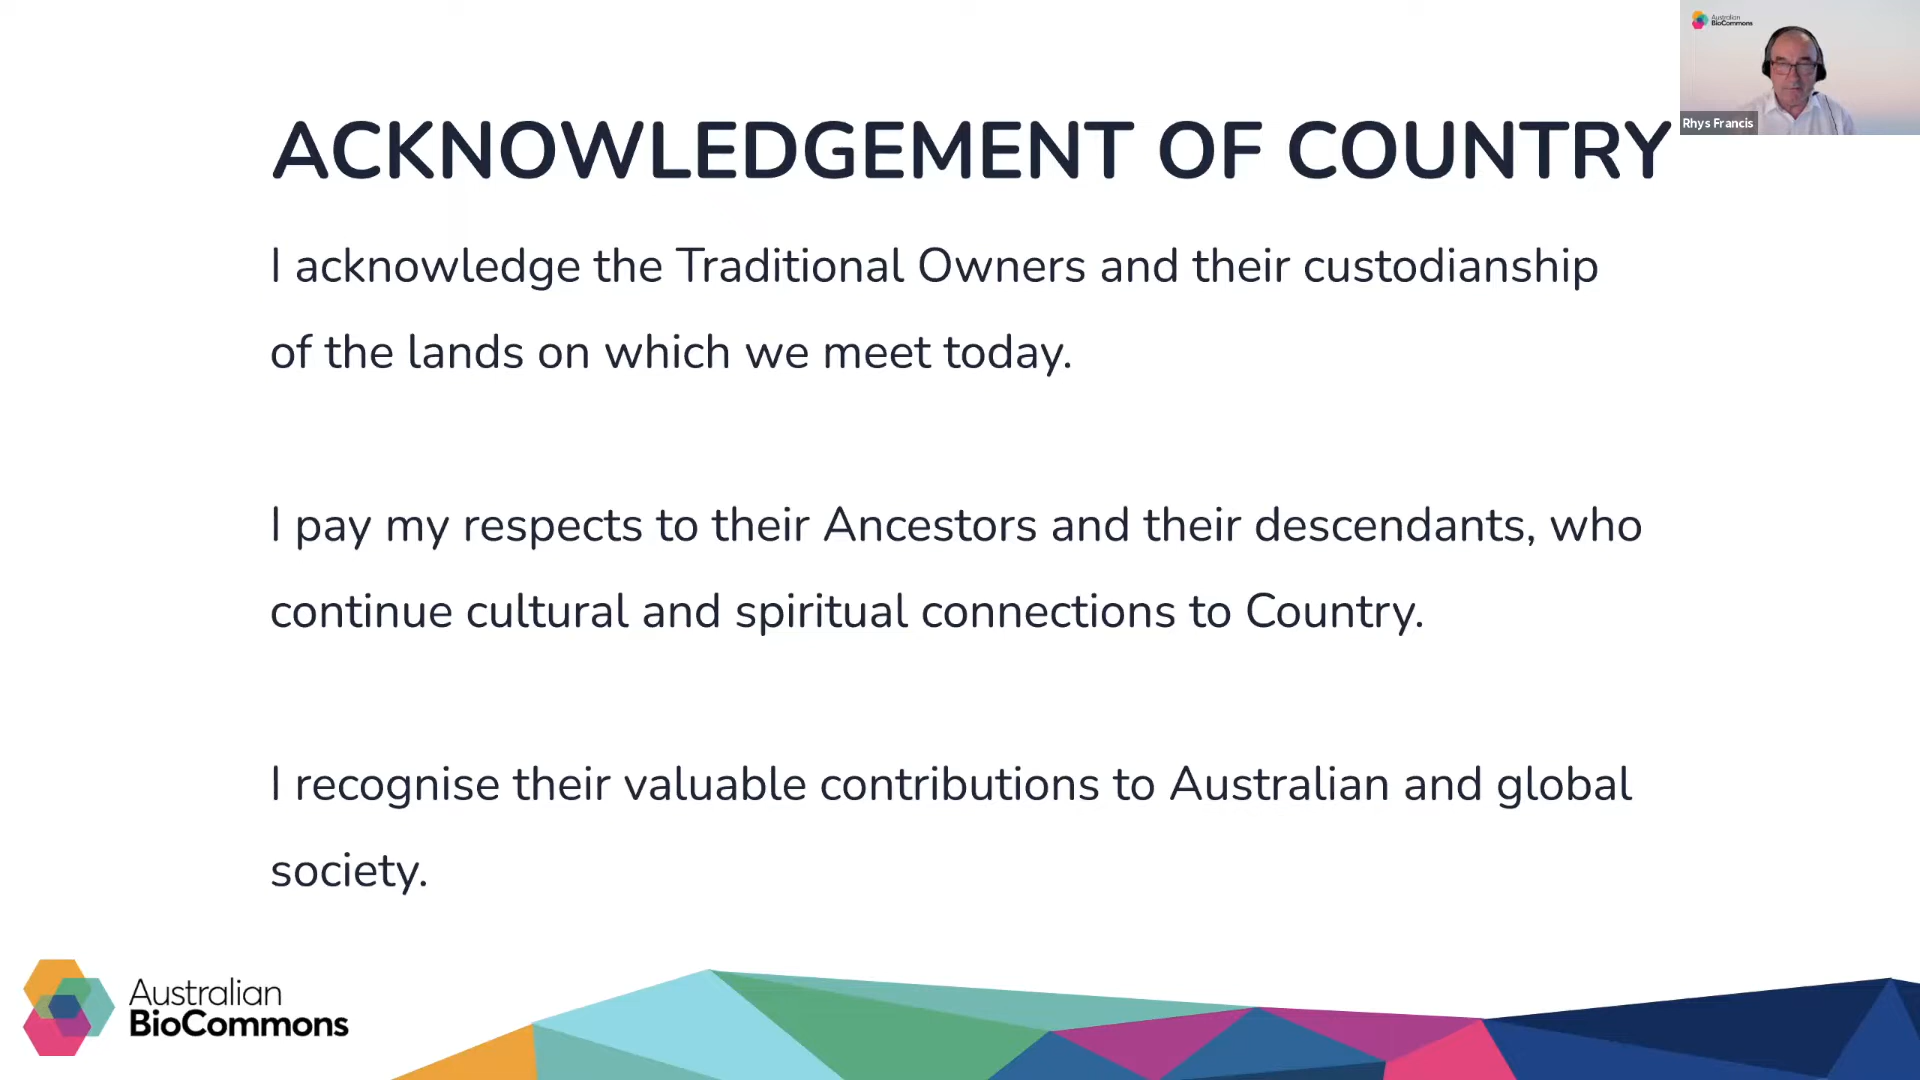 Australian
BioCommons
Rhys Francis
ACKNOWLEDGEMENT OF COUNTRY
I acknowledge the Traditional Owners and their custodianship
of the lands on which we meet today.
I pay my respects to their Ancestors and their descendants, who
continue cultural and spiritual connections to Country.
I recognise their valuable contributions to Australian and global
society.
Australian
BioCommons